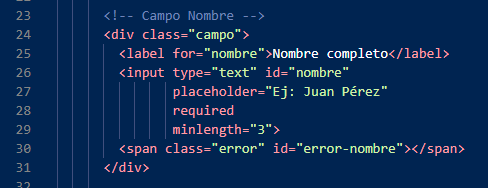 23 <!-- Campo Nombre -->
24 <div class="campo">
25 <label for="nombre">Nombre completo</label>
26 <input type="text" id="nombre"
27 placeholder="Ej: Juan Pérez"
28 required
29 minlength="3">
30 <span class="error" id="error-nombre"></span>
31 </div>